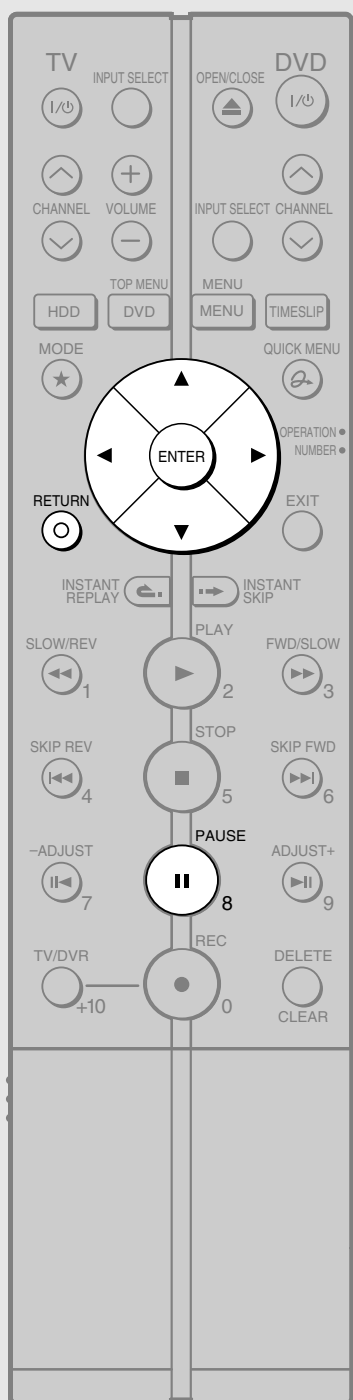 TV DVD
INPUT SELECT OPEN/CLOSE
I/⏻ I/⏻
CHANNEL VOLUME INPUT SELECT CHANNEL
TOP MENU MENU
HDD DVD MENU TIMESLIP
MODE QUICK MENU
OPERATION
NUMBER
ENTER
RETURN EXIT
INSTANT REPLAY INSTANT SKIP
SLOW/REV PLAY FWD/SLOW
1 2 3
SKIP REV STOP SKIP FWD
4 5 6
–ADJUST PAUSE ADJUST+
7 8 9
TV/DVR REC DELETE
+10 0 CLEAR